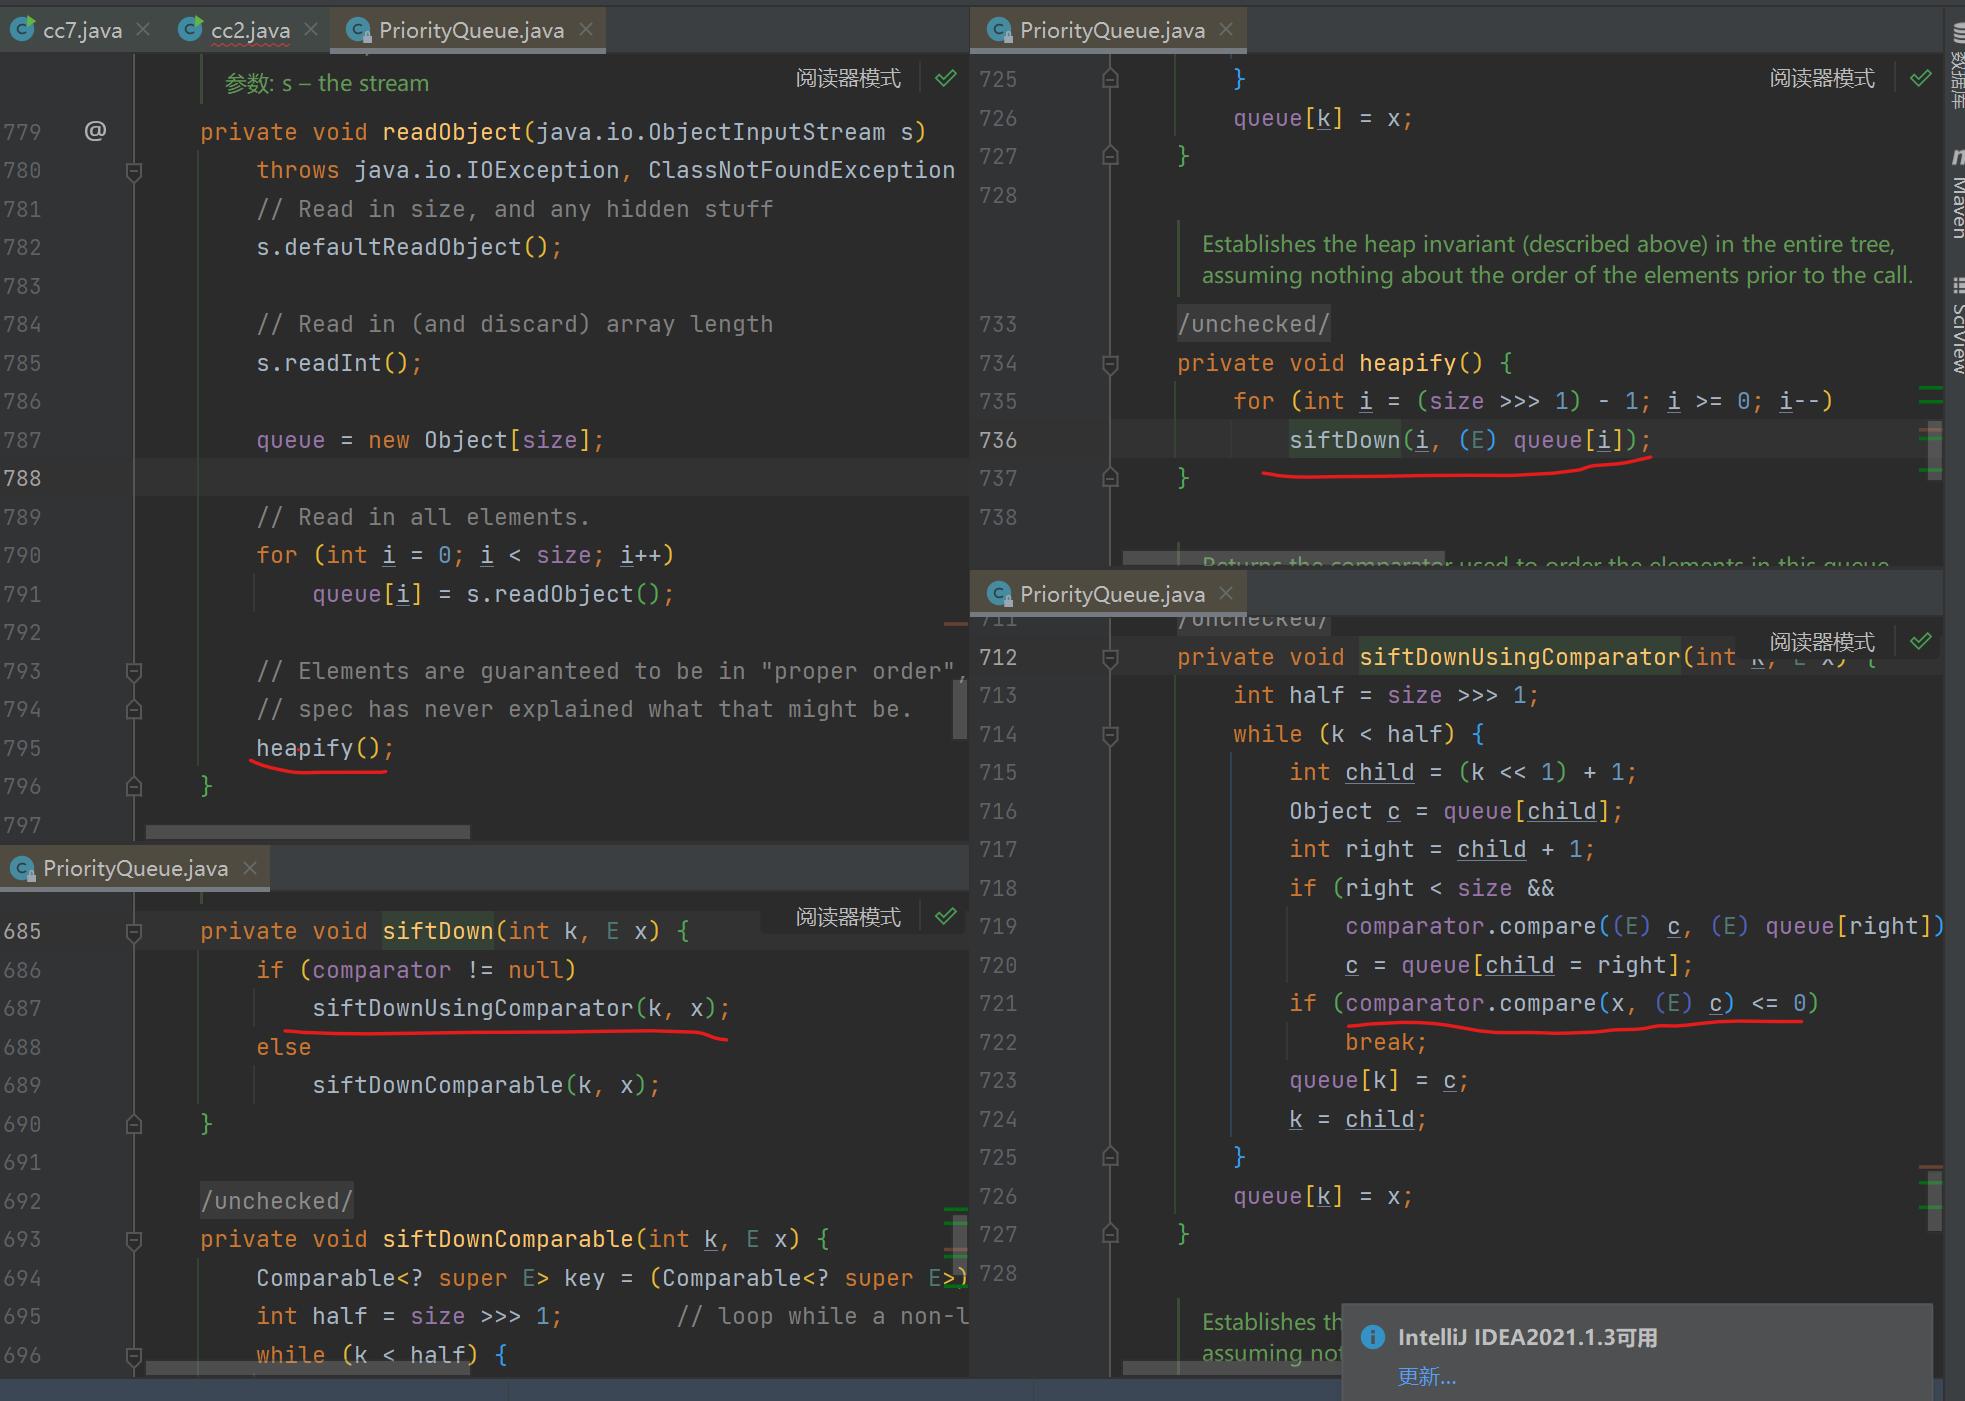 cc7.java
cc2.java
PriorityQueue.java
参数: s – the stream
阅读器模式
779 @ private void readObject(java.io.ObjectInputStream s)
780 throws java.io.IOException, ClassNotFoundException
781 // Read in size, and any hidden stuff
782 s.defaultReadObject();
783
784 // Read in (and discard) array length
785 s.readInt();
786
787 queue = new Object[size];
788
789 // Read in all elements.
790 for (int i = 0; i < size; i++)
791 queue[i] = s.readObject();
792
793 // Elements are guaranteed to be in "proper order",
794 // spec has never explained what that might be.
795 heapify();
796 }
797
PriorityQueue.java
阅读器模式
685 private void siftDown(int k, E x) {
686 if (comparator != null)
687 siftDownUsingComparator(k, x);
688 else
689 siftDownComparable(k, x);
690 }
691
692 /unchecked/
693 private void siftDownComparable(int k, E x) {
694 Comparable<? super E> key = (Comparable<? super E>)
695 int half = size >>> 1; // loop while a non-l
696 while (k < half) {
PriorityQueue.java
阅读器模式
725 }
726 queue[k] = x;
727 }
728
Establishes the heap invariant (described above) in the entire tree,
assuming nothing about the order of the elements prior to the call.
733 /unchecked/
734 private void heapify() {
735 for (int i = (size >>> 1) - 1; i >= 0; i--)
736 siftDown(i, (E) queue[i]);
737 }
738
Returns the comparator used to order the elements in this queue
PriorityQueue.java
阅读器模式
711 /unchecked/
712 private void siftDownUsingComparator(int k, E x) {
713 int half = size >>> 1;
714 while (k < half) {
715 int child = (k << 1) + 1;
716 Object c = queue[child];
717 int right = child + 1;
718 if (right < size &&
719 comparator.compare((E) c, (E) queue[right])
720 c = queue[child = right];
721 if (comparator.compare(x, (E) c) <= 0)
722 break;
723 queue[k] = c;
724 k = child;
725 }
726 queue[k] = x;
727 }
728
Establishes th
assuming not
IntelliJ IDEA2021.1.3可用
更新...
数据库
Maven
SciView